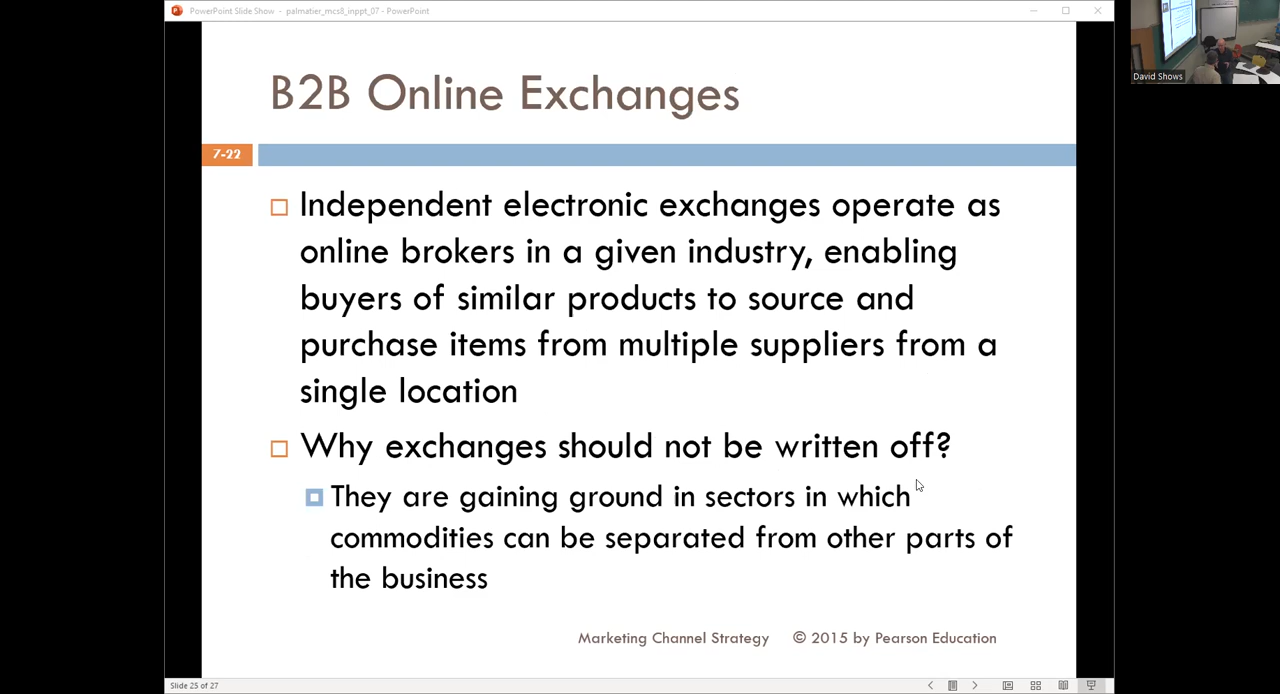 PowerPoint Slide Show - palmatier_mcs8_inppt_07 - PowerPoint
David Shows
B2B Online Exchanges
7-22
Independent electronic exchanges operate as
online brokers in a given industry, enabling
buyers of similar products to source and
purchase items from multiple suppliers from a
single location
Why exchanges should not be written off?
They are gaining ground in sectors in which
commodities can be separated from other parts of
the business
Marketing Channel Strategy © 2015 by Pearson Education
Slide 25 of 27